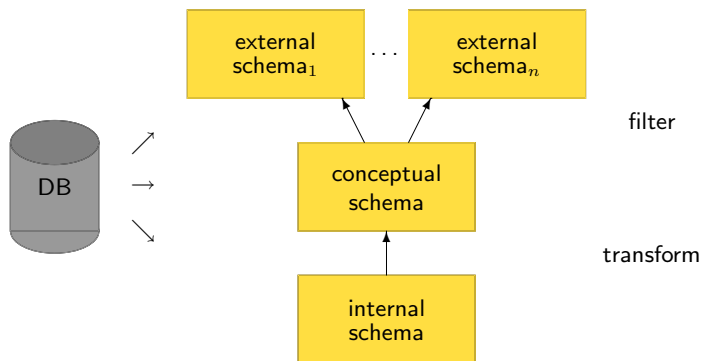 external
schema₁
. . .
external
schemaₙ
filter
DB
conceptual
schema
transform
internal
schema